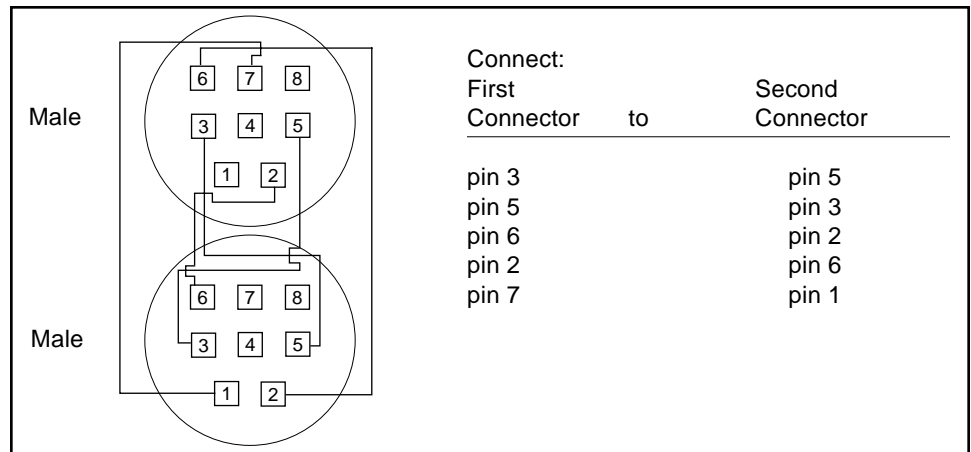 Male
6 7 8
3 4 5
1 2
Male
6 7 8
3 4 5
1 2
Connect:
First Second
Connector to Connector
pin 3 pin 5
pin 5 pin 3
pin 6 pin 2
pin 2 pin 6
pin 7 pin 1